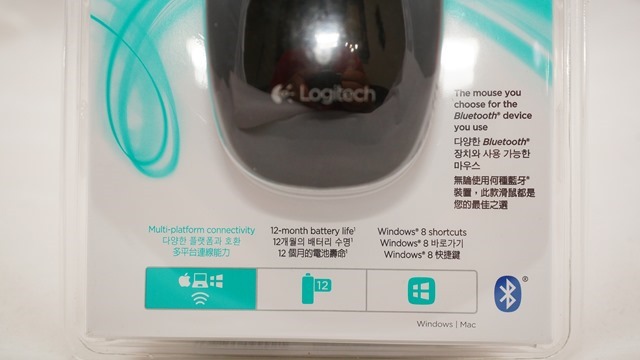 Logitech
The mouse you
choose for the
Bluetooth® device
you use
다양한 Bluetooth®
장치와 사용 가능한
마우스
無論使用何種藍牙®
裝置，此款滑鼠都是
您的最佳之選
Multi-platform connectivity
다양한 플랫폼과 호환
多平台連線能力
12-month battery life¹
12개월의 배터리 수명¹
12 個月的電池壽命¹
Windows® 8 shortcuts
Windows® 8 바로가기
Windows® 8 快捷鍵
12
®
Windows | Mac